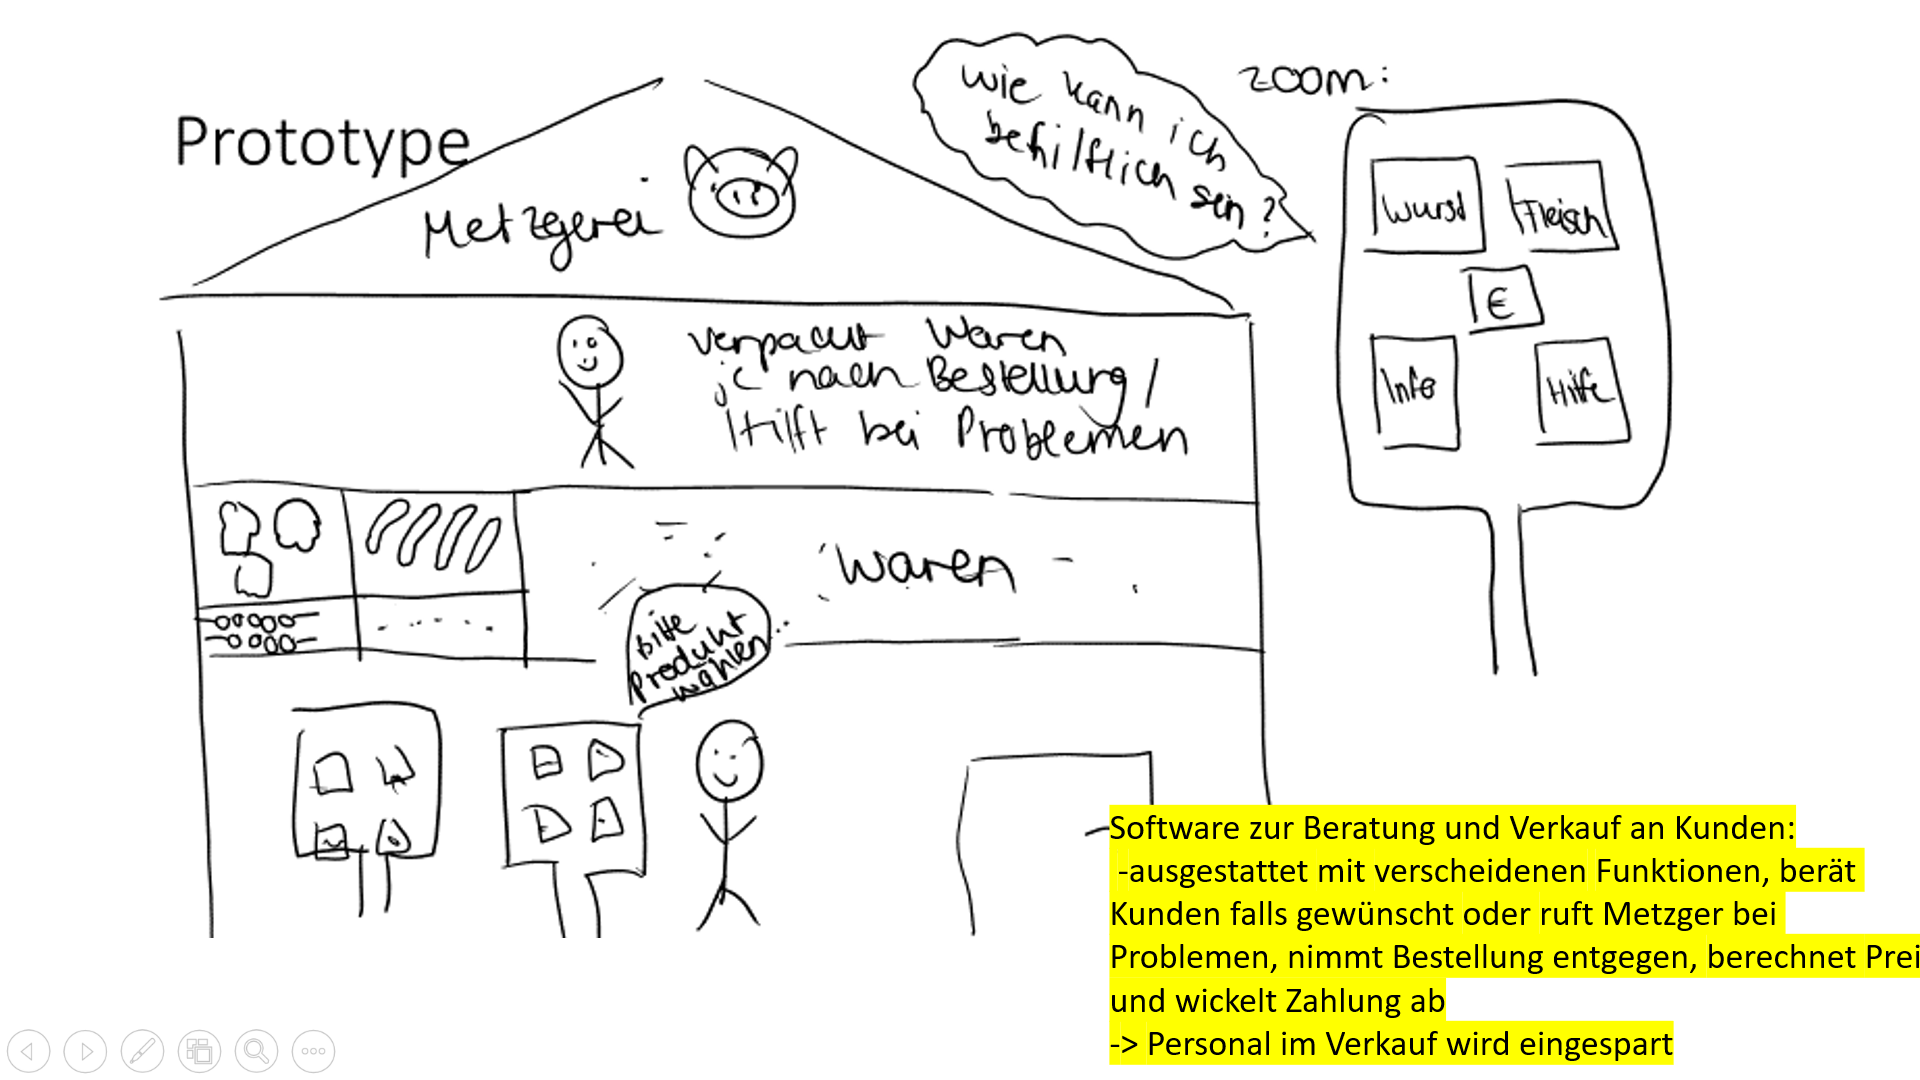 Prototype
Metzgerei
wie kann ich
behilflich
sein?
zoom:
Wurst
Fleisch
€
Info
Hilfe
verpackt Waren
je nach Bestellung/
Hilft bei Problemen
Waren
Bitte
Produkt
wählen
Software zur Beratung und Verkauf an Kunden:
-ausgestattet mit verscheidenen Funktionen, berät
Kunden falls gewünscht oder ruft Metzger bei
Problemen, nimmt Bestellung entgegen, berechnet Prei
und wickelt Zahlung ab
-> Personal im Verkauf wird eingespart